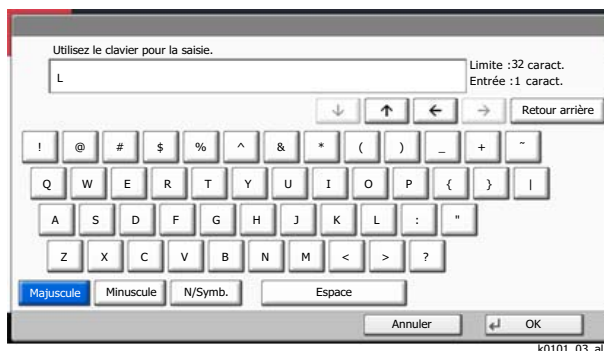 Utilisez le clavier pour la saisie.
Limite :32 caract.
L
Entrée :1 caract.
↓ ↑ ← → Retour arrière
! @ # $ % ^ & * ( ) _ + ~
Q W E R T Y U I O P { } |
A S D F G H J K L : "
Z X C V B N M < > ?
Majuscule Minuscule N/Symb. Espace
Annuler ↵ OK